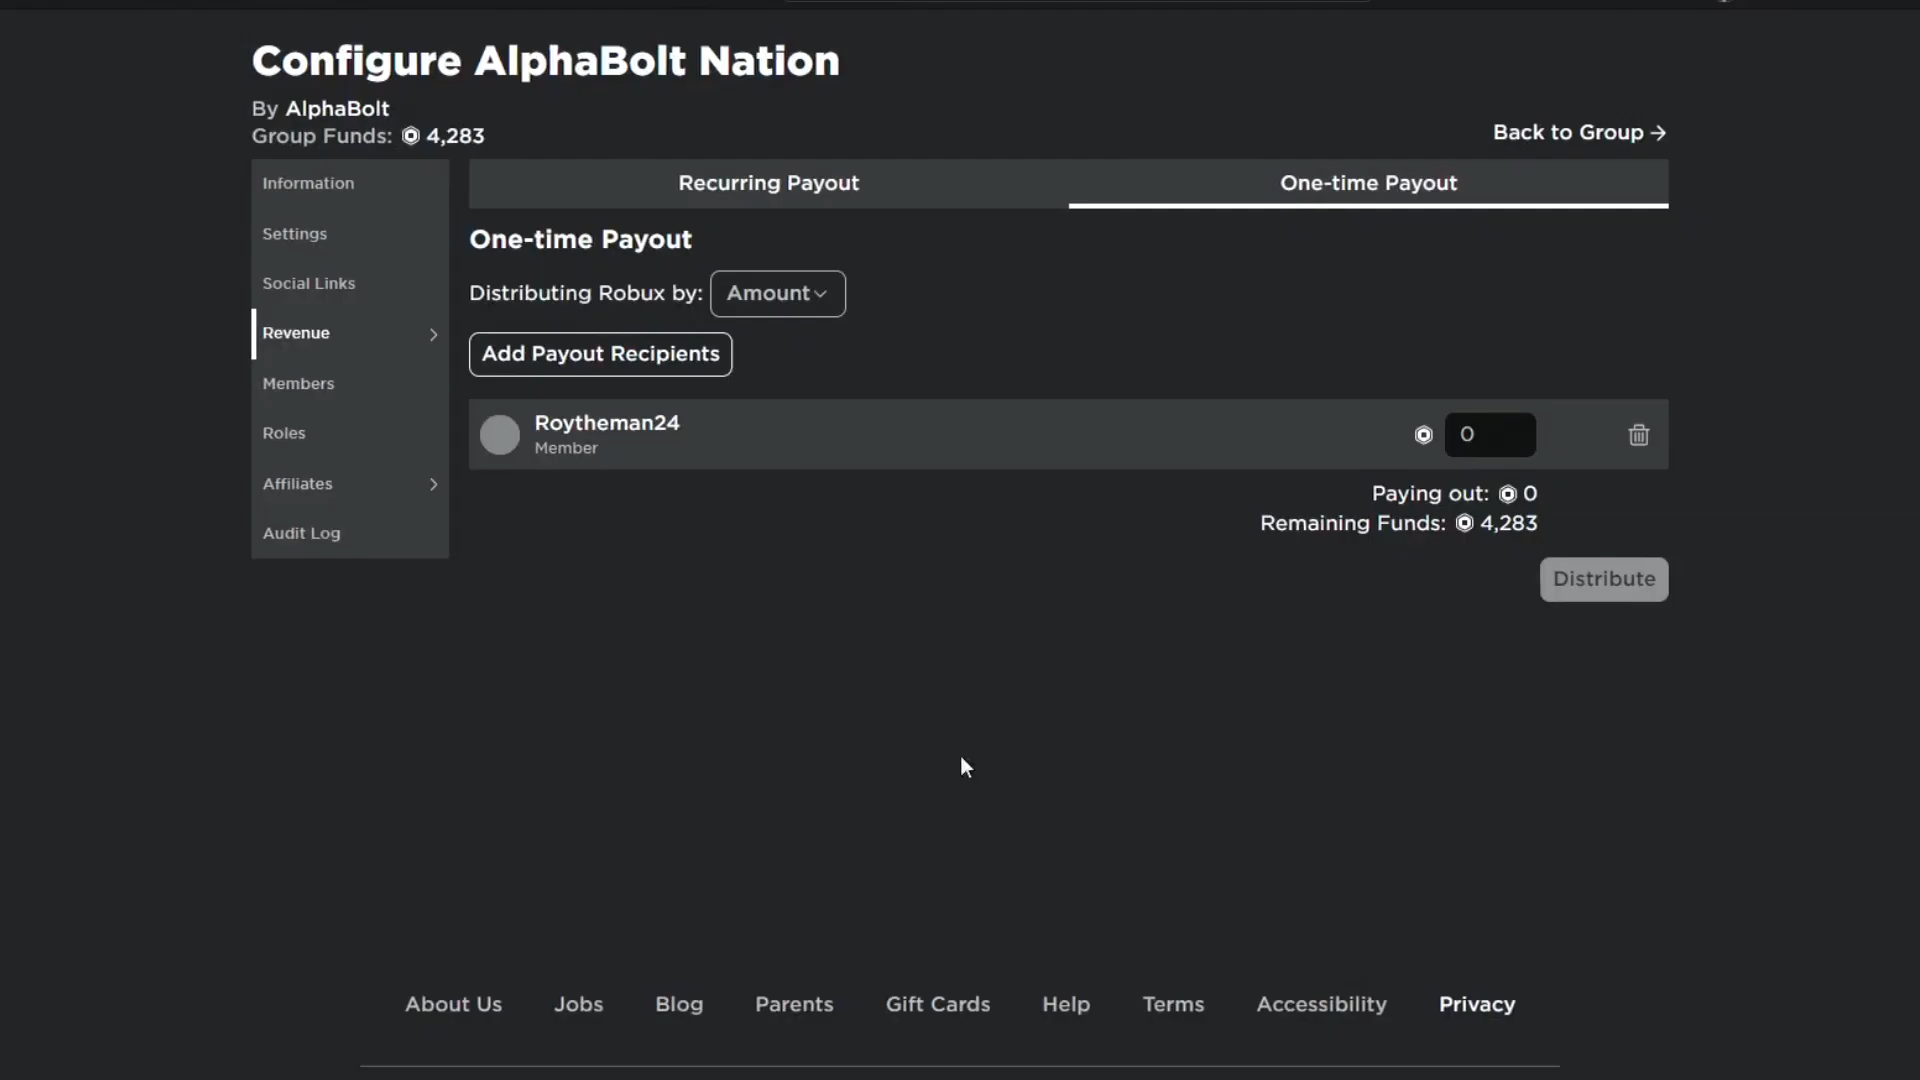 Configure AlphaBolt Nation
By AlphaBolt
Group Funds: 4,283
Back to Group
Information
Settings
Social Links
Revenue
Members
Roles
Affiliates
Audit Log
Recurring Payout
One-time Payout
One-time Payout
Distributing Robux by: Amount
Add Payout Recipients
Roytheman24
Member
0
Paying out: 0
Remaining Funds: 4,283
Distribute
About Us Jobs Blog Parents Gift Cards Help Terms Accessibility Privacy